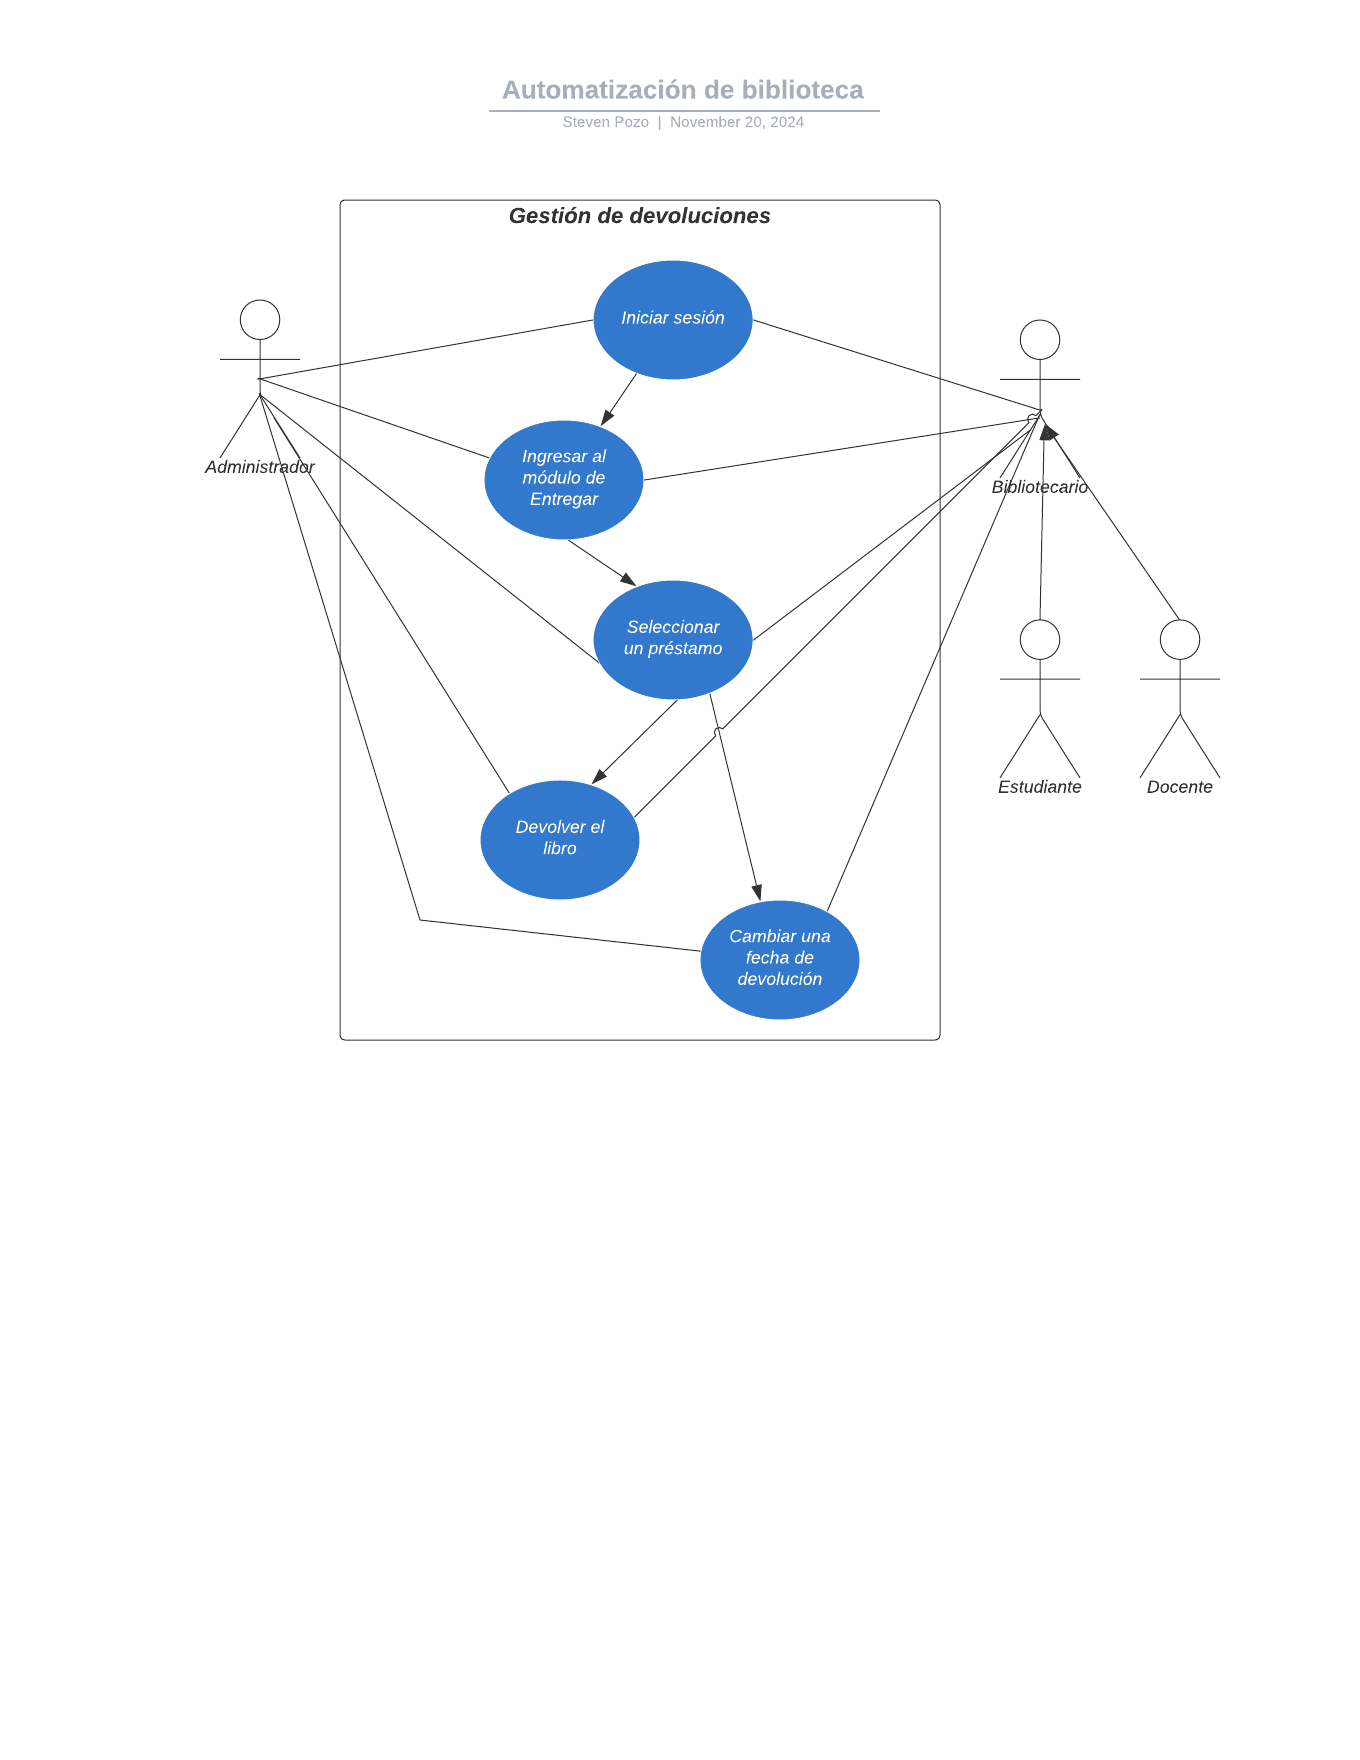 Automatización de biblioteca
Steven Pozo | November 20, 2024
Gestión de devoluciones
Iniciar sesión
Administrador
Ingresar al
módulo de
Entregar
Bibliotecario
Seleccionar
un préstamo
Estudiante
Docente
Devolver el
libro
Cambiar una
fecha de
devolución